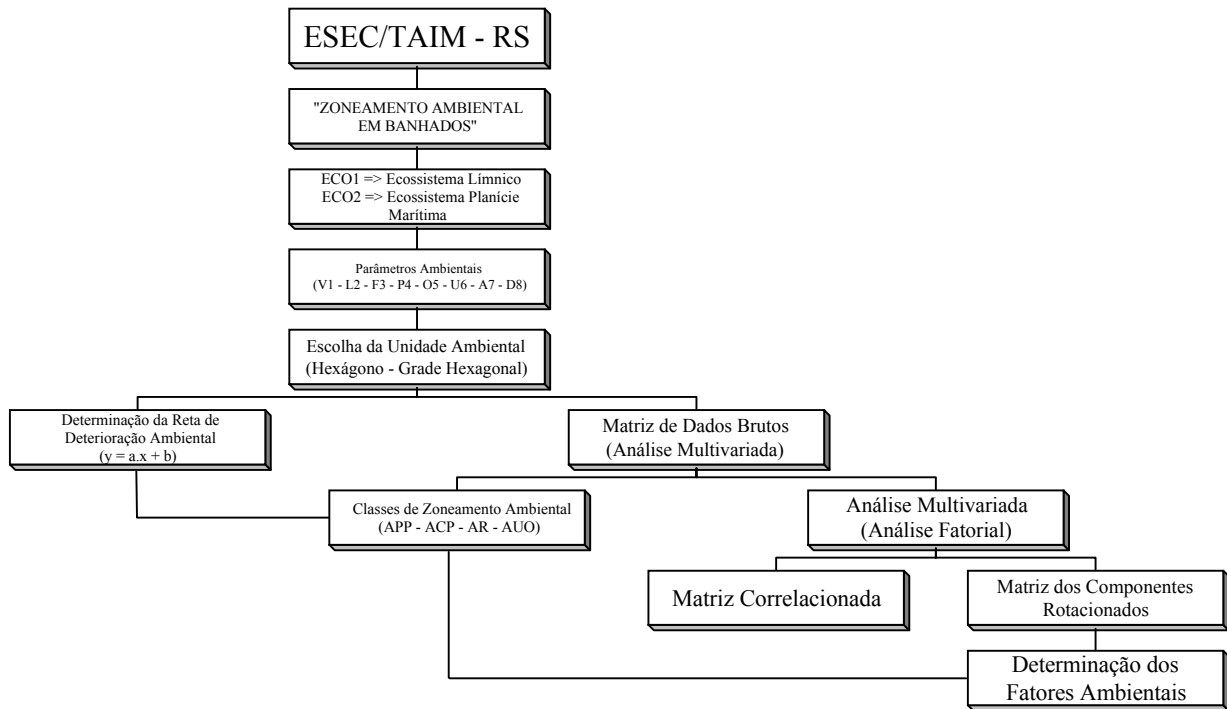 ESEC/TAIM - RS
"ZONEAMENTO AMBIENTAL
EM BANHADOS"
ECO1 => Ecossistema Límnico
ECO2 => Ecossistema Planície
Marítima
Parâmetros Ambientais
(V1 - L2 - F3 - P4 - O5 - U6 - A7 - D8)
Escolha da Unidade Ambiental
(Hexágono - Grade Hexagonal)
Determinação da Reta de
Deterioração Ambiental
(y = a.x + b)
Matriz de Dados Brutos
(Análise Multivariada)
Classes de Zoneamento Ambiental
(APP - ACP - AR - AUO)
Análise Multivariada
(Análise Fatorial)
Matriz Correlacionada
Matriz dos Componentes
Rotacionados
Determinação dos
Fatores Ambientais